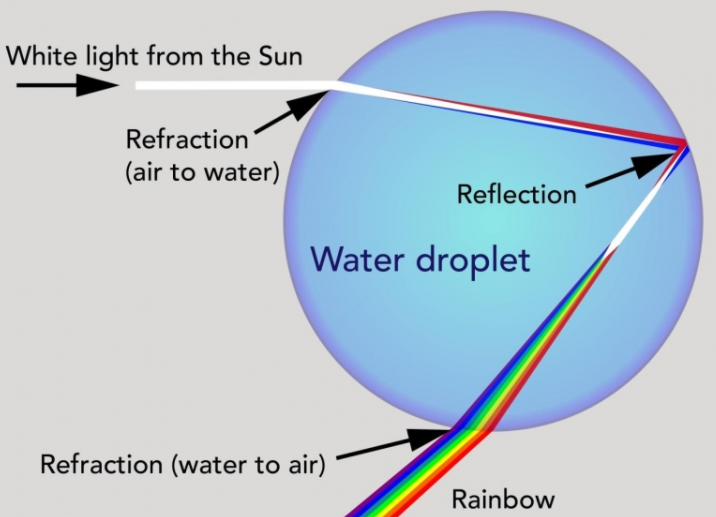 White light from the Sun
Refraction
(air to water)
Reflection
Water droplet
Refraction (water to air)
Rainbow